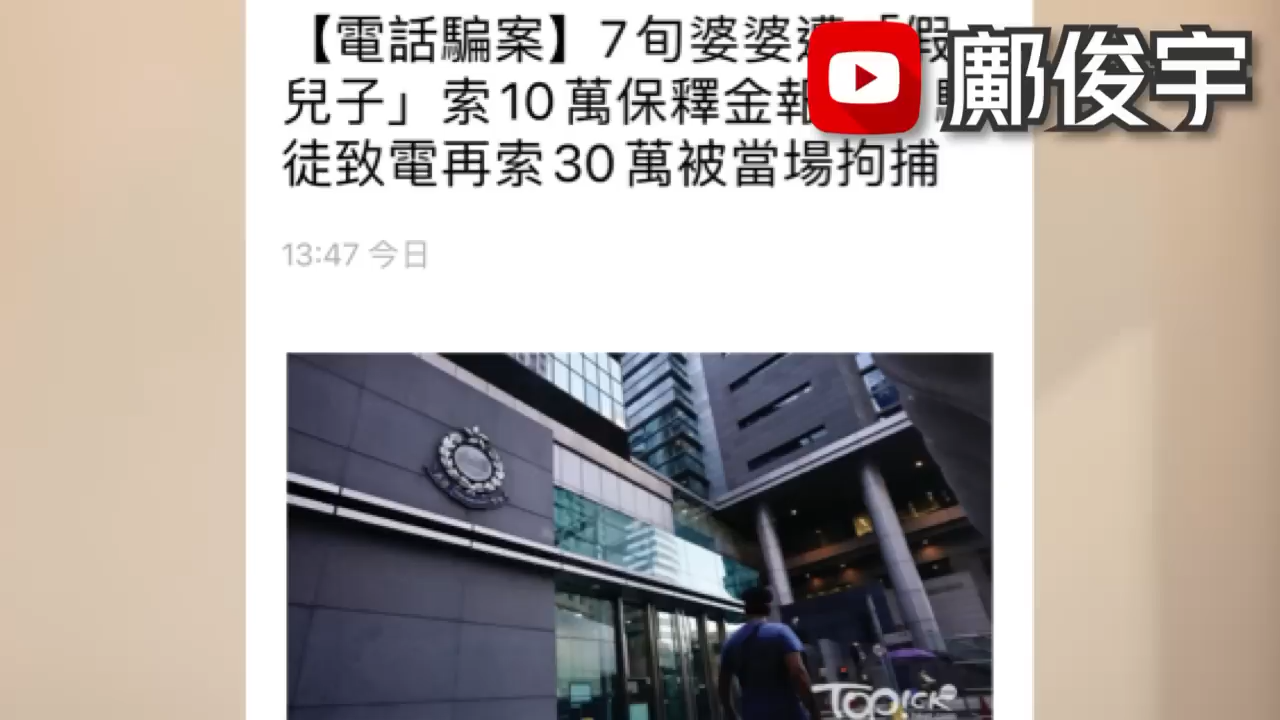 【電話騙案】7旬婆婆遭「假
兒子」索10萬保釋金報
徒致電再索30萬被當場拘捕
13:47 今日
鄺俊宇
TOPICK